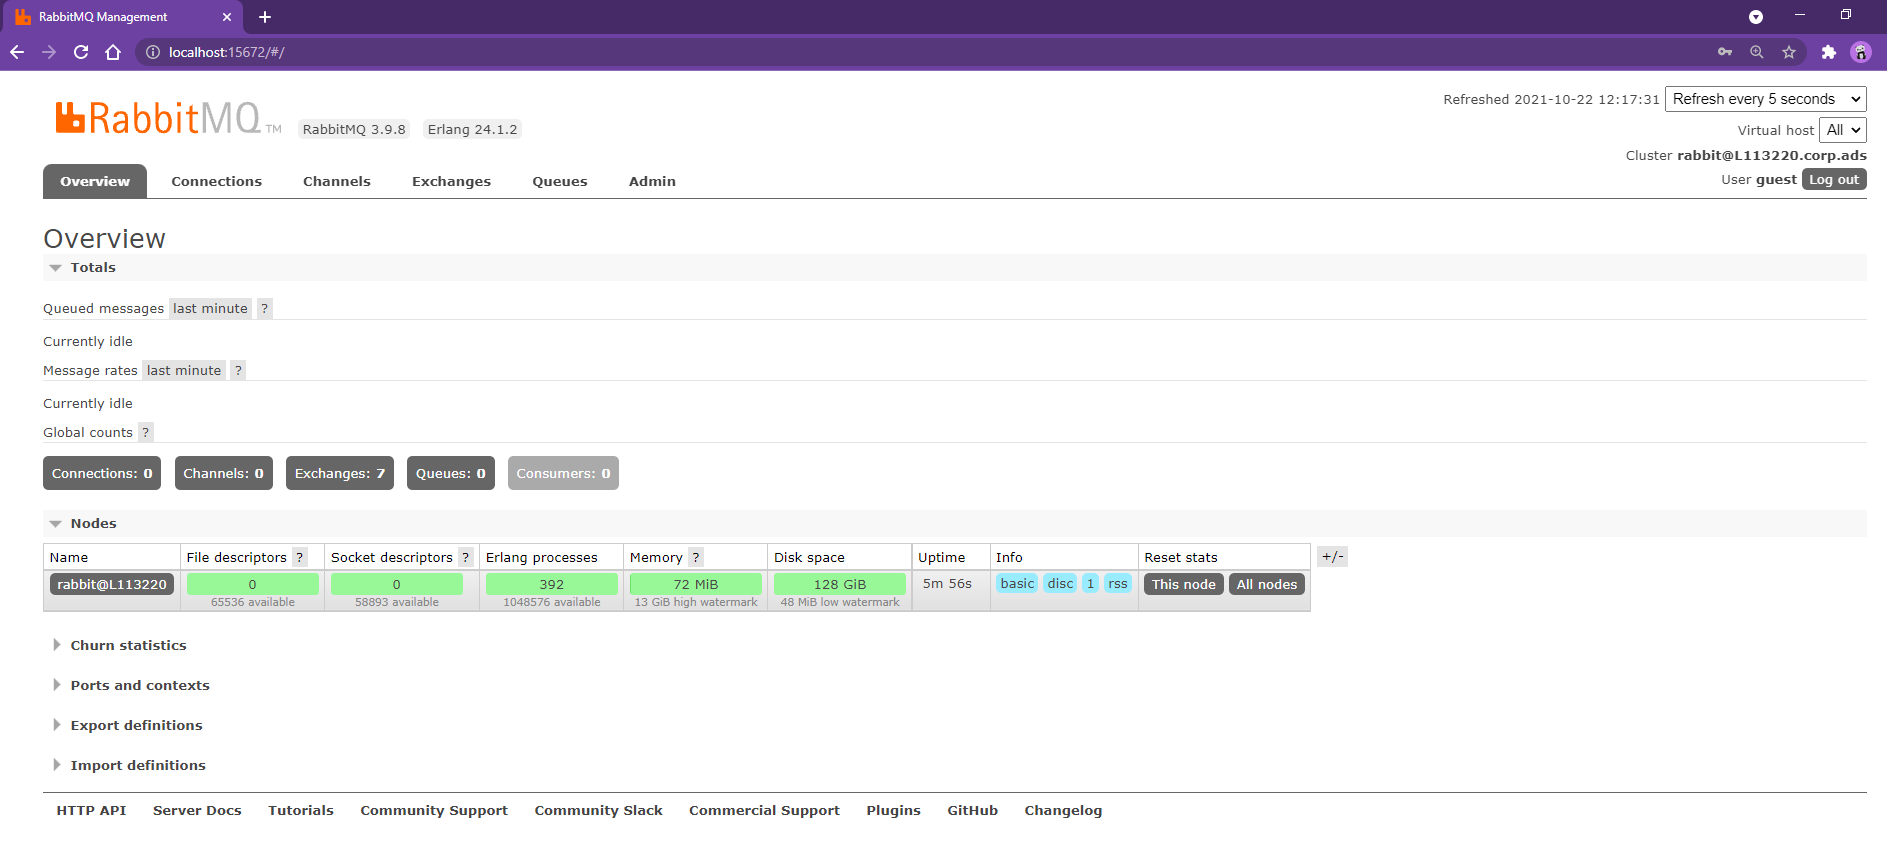 RabbitMQ Management
localhost:15672/#/
RabbitMQ TM RabbitMQ 3.9.8 Erlang 24.1.2
Refreshed 2021-10-22 12:17:31 Refresh every 5 seconds
Virtual host All
Cluster rabbit@L113220.corp.ads
User guest Log out
Overview Connections Channels Exchanges Queues Admin
Overview
Totals
Queued messages last minute ?
Currently idle
Message rates last minute ?
Currently idle
Global counts ?
Connections: 0 Channels: 0 Exchanges: 7 Queues: 0 Consumers: 0
Nodes
Name File descriptors ? Socket descriptors ? Erlang processes Memory ? Disk space Uptime Info Reset stats +/-
rabbit@L113220 0 0 392 72 MiB 128 GiB 5m 56s basic disc 1 rss This node All nodes
65536 available 58893 available 1048576 available 13 GiB high watermark 48 MiB low watermark
Churn statistics
Ports and contexts
Export definitions
Import definitions
HTTP API Server Docs Tutorials Community Support Community Slack Commercial Support Plugins GitHub Changelog